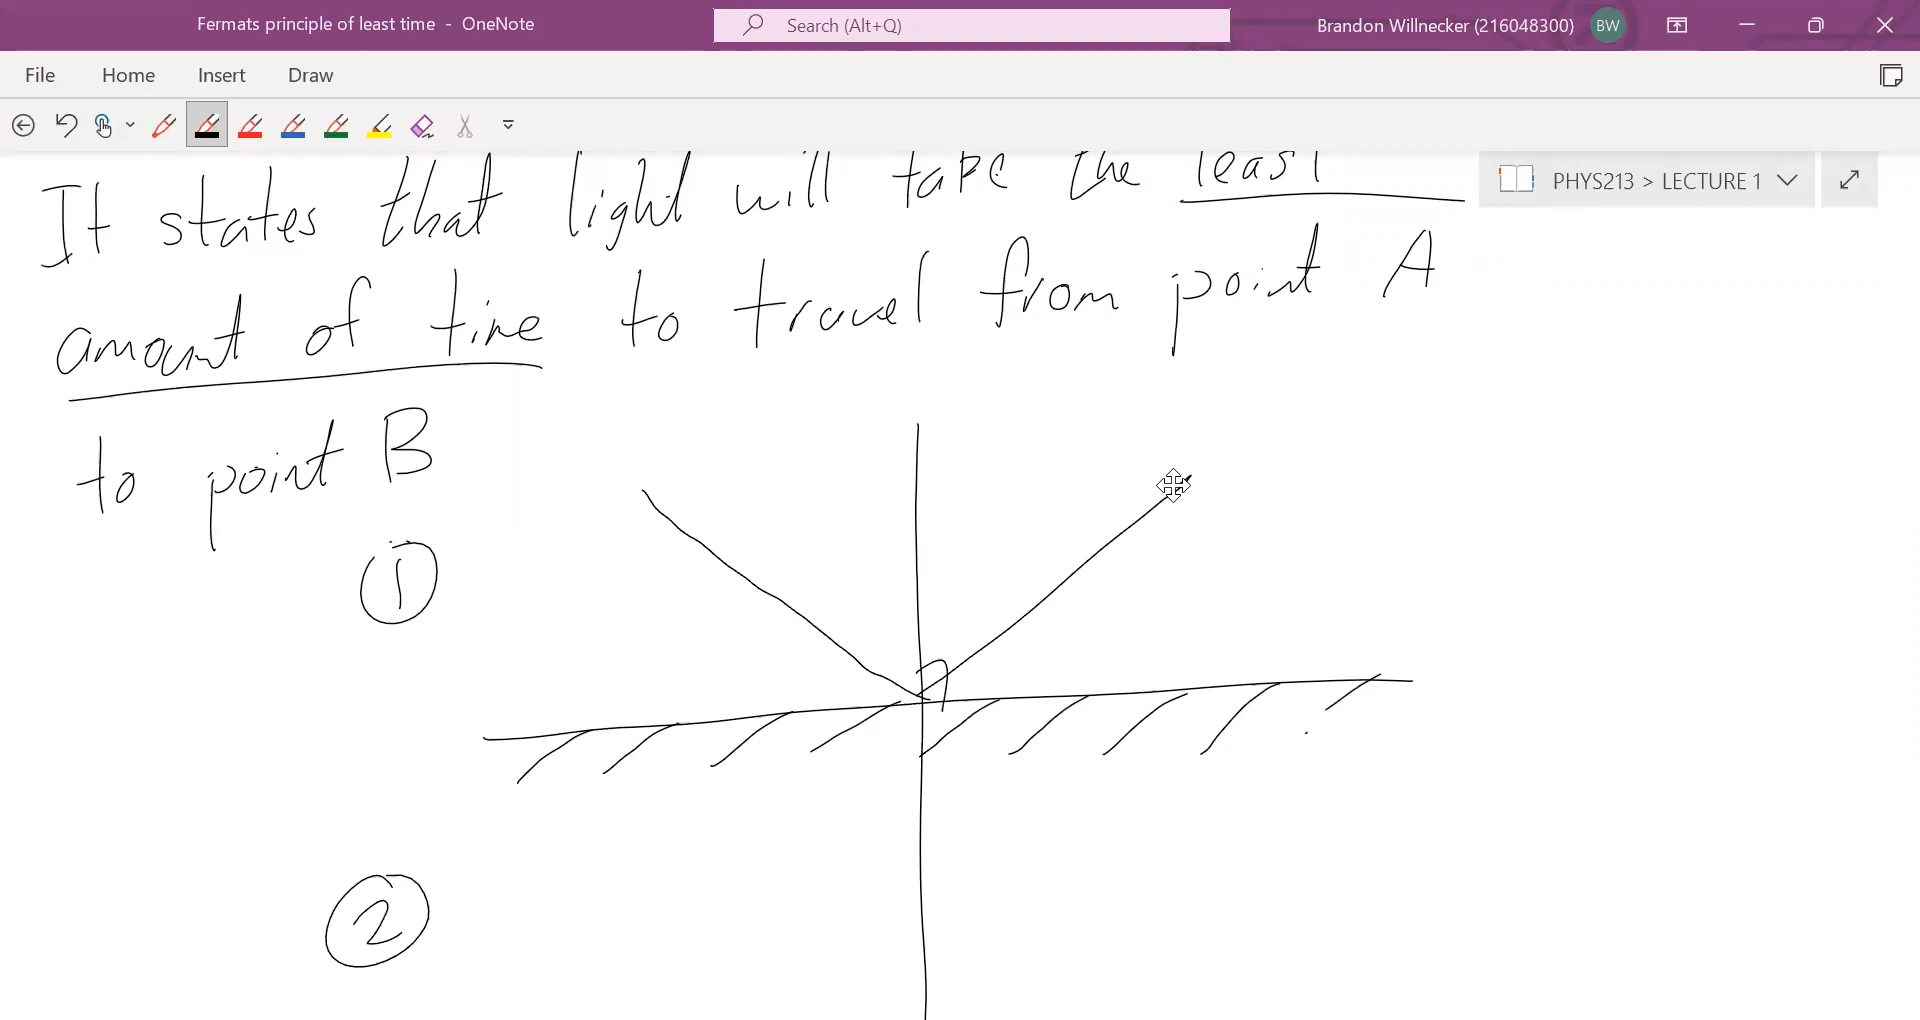 Fermats principle of least time - OneNote
Search (Alt+Q)
Brandon Willnecker (216048300)
BW
File Home Insert Draw
PHYS213 > LECTURE 1
It states that light will take the least
amount of time to travel from point A
to point B
1
2